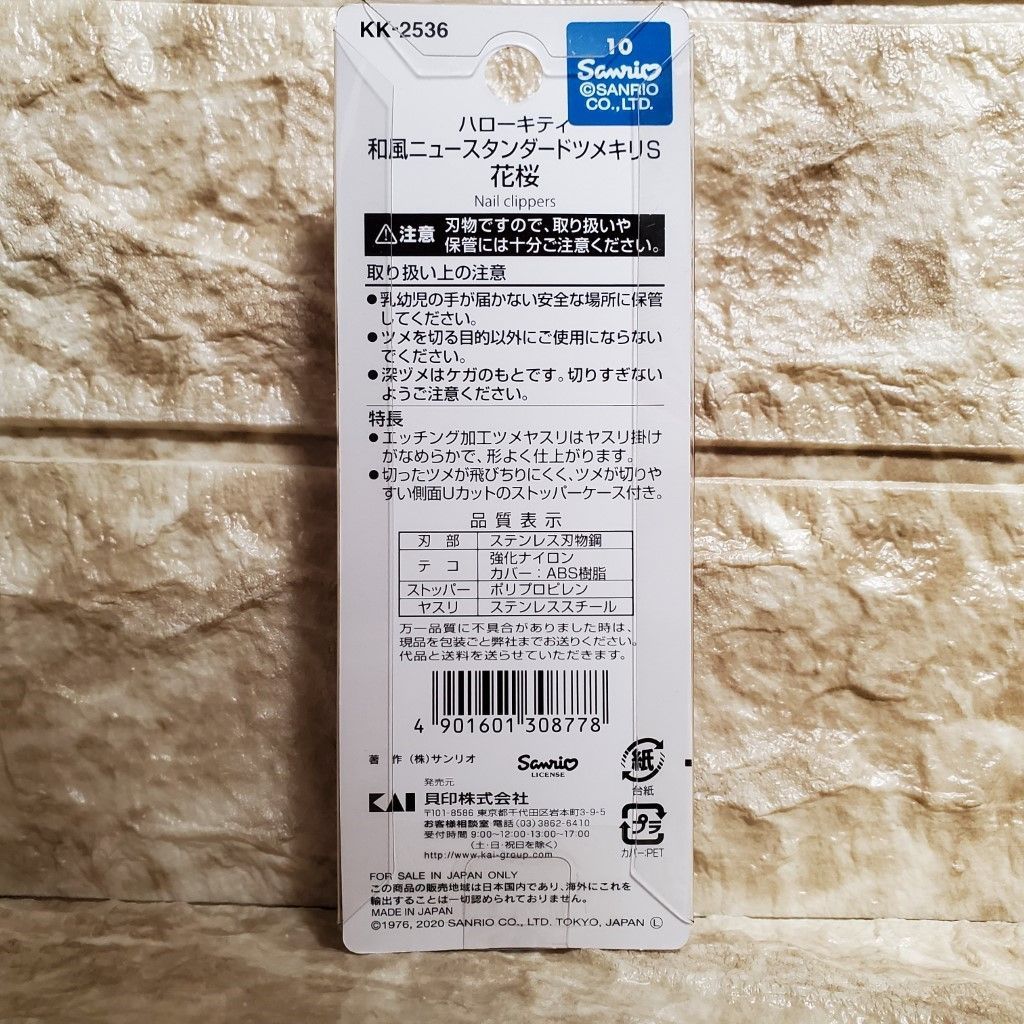 KK-2536
10
Sanrio
©SANRIO
CO.,LTD.
ハローキティ
和風ニュースタンダードツメキリS
花桜
Nail clippers
注意 刃物ですので、取り扱いや
保管には十分ご注意ください。
取り扱い上の注意
●乳幼児の手が届かない安全な場所に保管
してください。
●ツメを切る目的以外にご使用にならない
でください。
●深ヅメはケガのもとです。切りすぎない
ようご注意ください。
特長
●エッチング加工ツメヤスリはヤスリ掛け
がなめらかで、形よく仕上がります。
●切ったツメが飛びちりにくく、ツメが切りや
すい側面Uカットのストッパーケース付き。
品質表示
刃部 ステンレス刃物鋼
テコ 強化ナイロン
カバー：ABS樹脂
ストッパー ポリプロピレン
ヤスリ ステンレススチール
万一品質に不具合がありました時は、
現品を包装ごと弊社までお送りください。
代品と送料を送らせていただきます。
4 901601 308778
著作 (株)サンリオ
Sanrio
LICENSE
紙
台紙
発売元
KAI 貝印株式会社
〒101-8586 東京都千代田区岩本町3-9-5
お客様相談室 電話(03)3862-6410
受付時間 9:00~12:00・13:00~17:00
(土・日・祝日を除く)
http://www.kai-group.com
プラ
カバー:PET
FOR SALE IN JAPAN ONLY
この商品の販売地域は日本国内であり、海外にこれを
輸出することは一切認められておりません。
MADE IN JAPAN
©1976, 2020 SANRIO CO., LTD. TOKYO, JAPAN Ⓛ